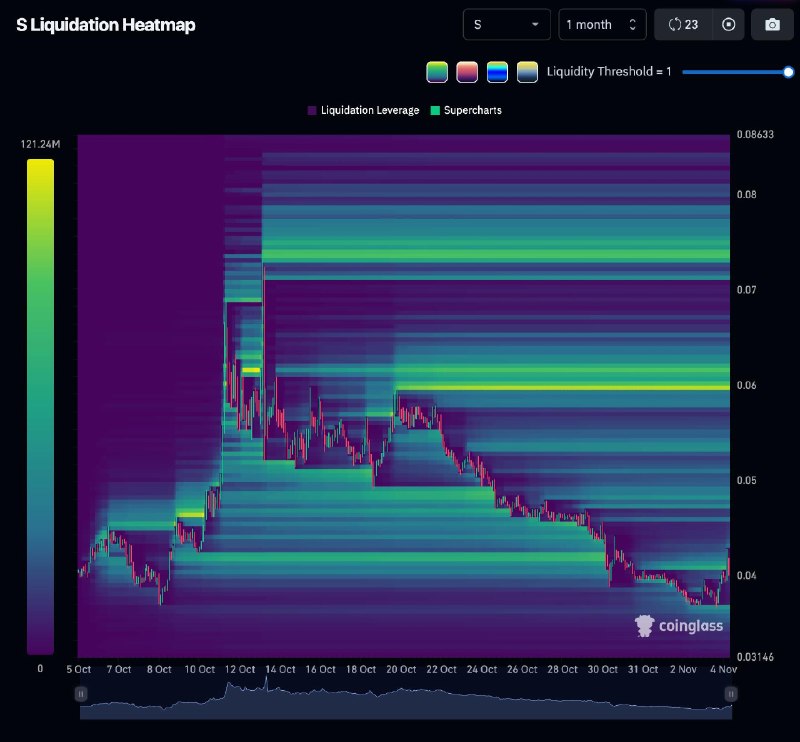 S Liquidation Heatmap
S
1 month
23
Liquidity Threshold = 1
Liquidation Leverage
Supercharts
121.24M
0
0.08633
0.08
0.07
0.06
0.05
0.04
0.03146
coinglass
5 Oct 7 Oct 8 Oct 10 Oct 12 Oct 14 Oct 16 Oct 18 Oct 20 Oct 22 Oct 24 Oct 26 Oct 28 Oct 31 Oct 2 Nov 4 Nov